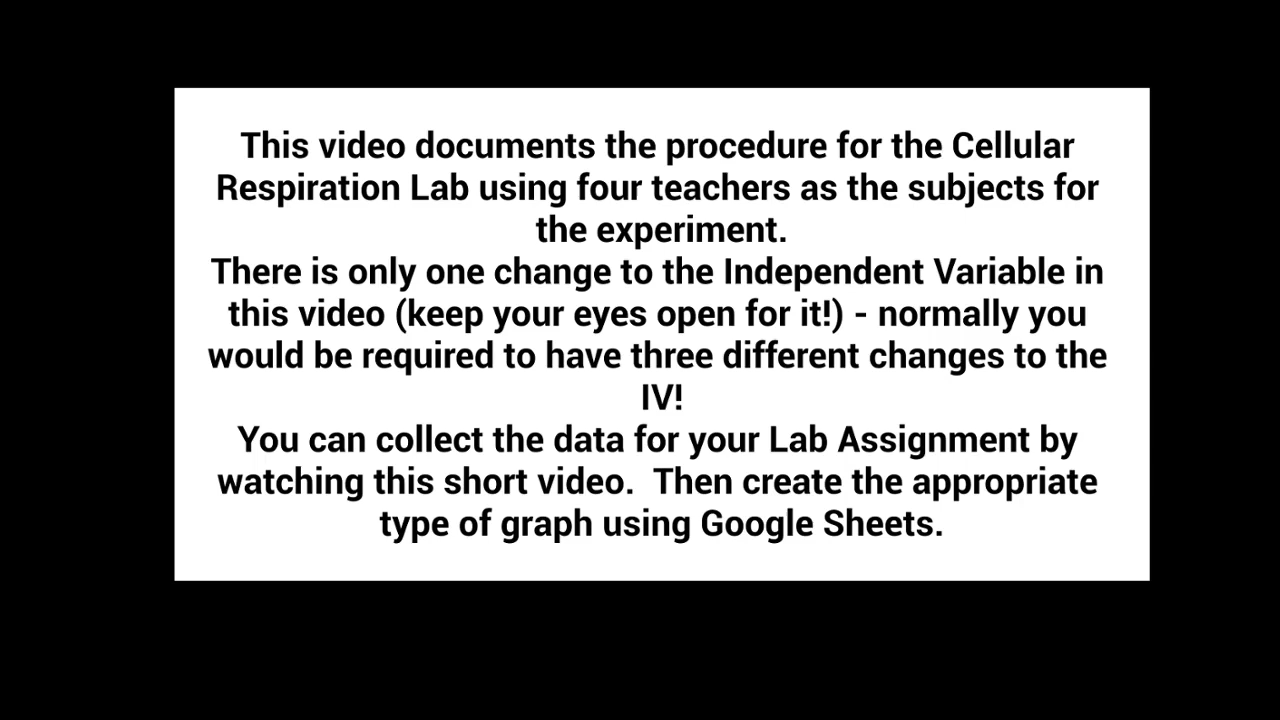 This video documents the procedure for the Cellular
Respiration Lab using four teachers as the subjects for
the experiment.
There is only one change to the Independent Variable in
this video (keep your eyes open for it!) - normally you
would be required to have three different changes to the
IV!
You can collect the data for your Lab Assignment by
watching this short video.  Then create the appropriate
type of graph using Google Sheets.